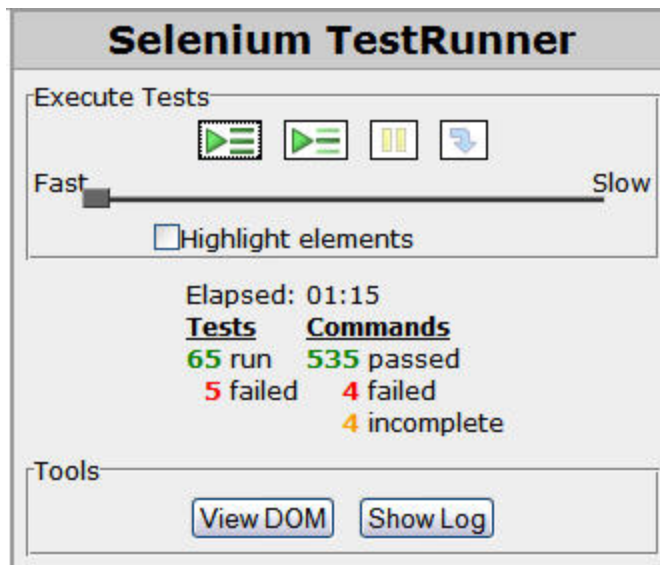 Selenium TestRunner
Execute Tests
Fast Slow
Highlight elements
Elapsed: 01:15
Tests Commands
65 run 535 passed
5 failed 4 failed
4 incomplete
Tools
View DOM Show Log